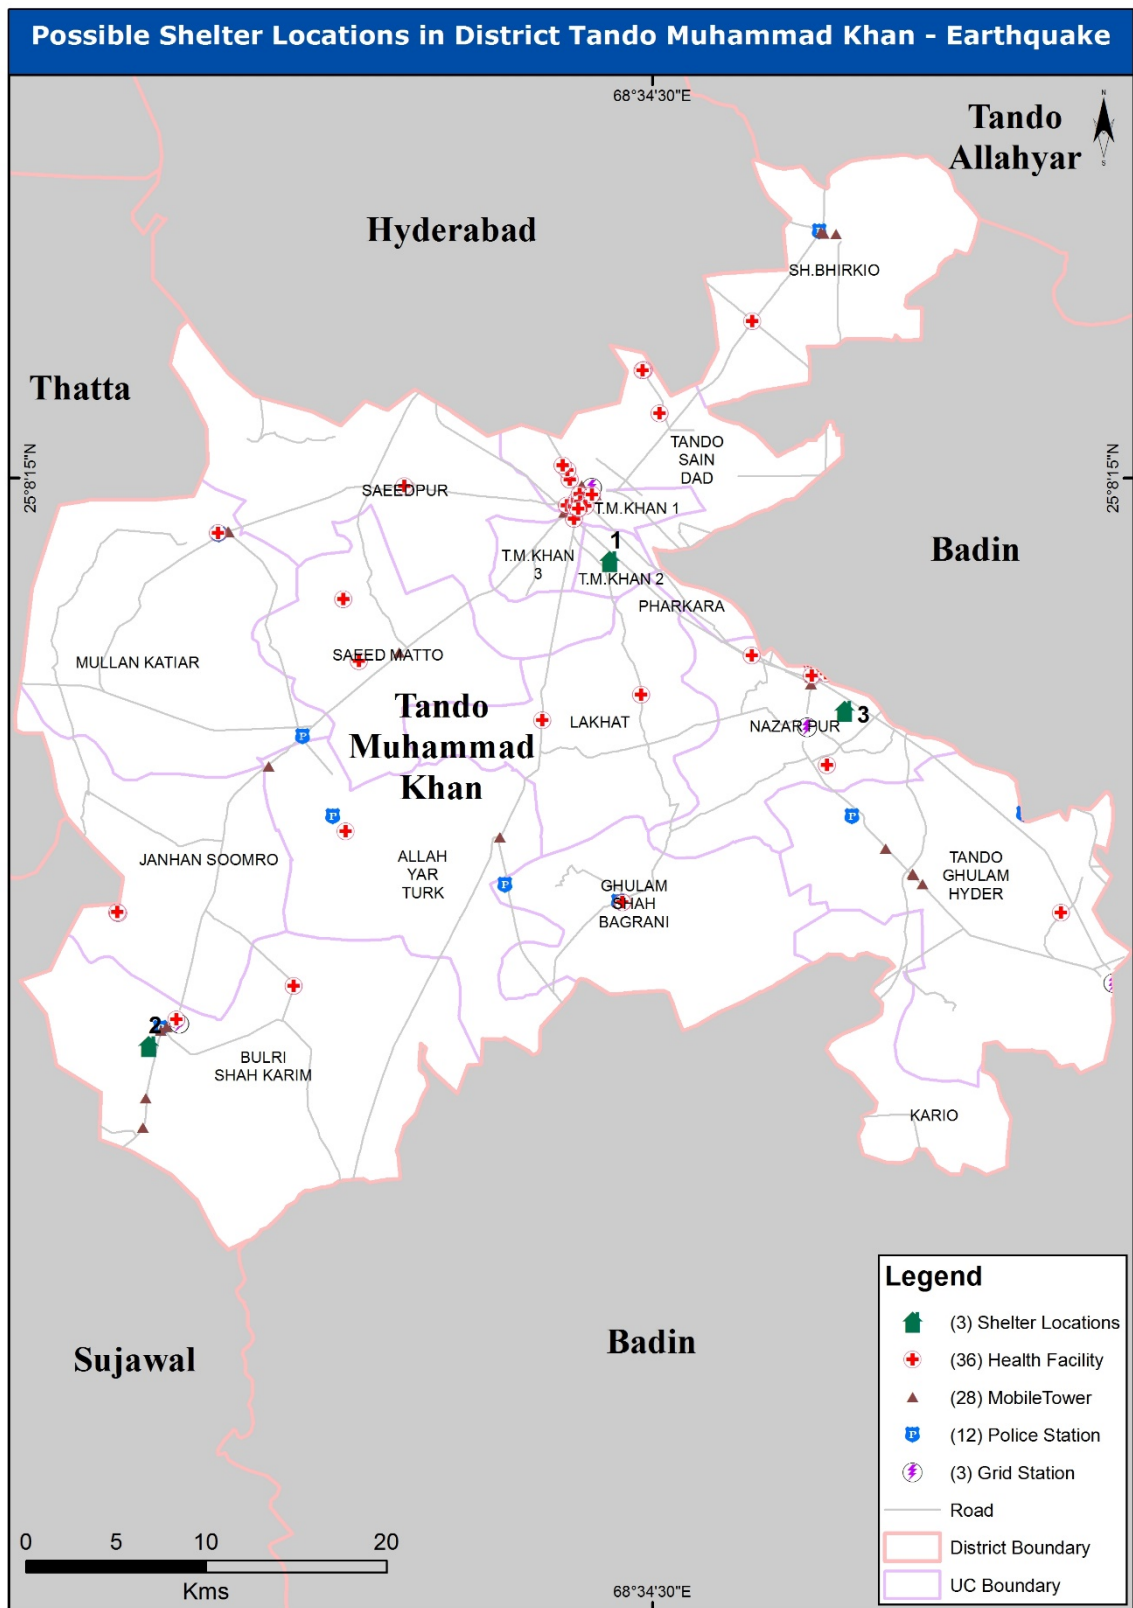 Possible Shelter Locations in District Tando Muhammad Khan - Earthquake
68°34'30"E
N
S
Tando
Allahyar
Hyderabad
SH.BHIRKIO
Thatta
25°8'15"N
25°8'15"N
TANDO
SAIN
DAD
SAEEDPUR
T.M.KHAN 1
Badin
T.M.KHAN
3
1
T.M.KHAN 2
PHARKARA
MULLAN KATIAR
SAEED MATTO
Tando
Muhammad
Khan
LAKHAT
NAZAR PUR
3
P
P
P
P
P
JANHAN SOOMRO
ALLAH
YAR
TURK
GHULAM
SHAH
BAGRANI
TANDO
GHULAM
HYDER
2
BULRI
SHAH KARIM
KARIO
Sujawal
Badin
Legend
(3) Shelter Locations
(36) Health Facility
(28) MobileTower
P
(12) Police Station
(3) Grid Station
Road
District Boundary
UC Boundary
0 5 10 20
Kms
68°34'30"E